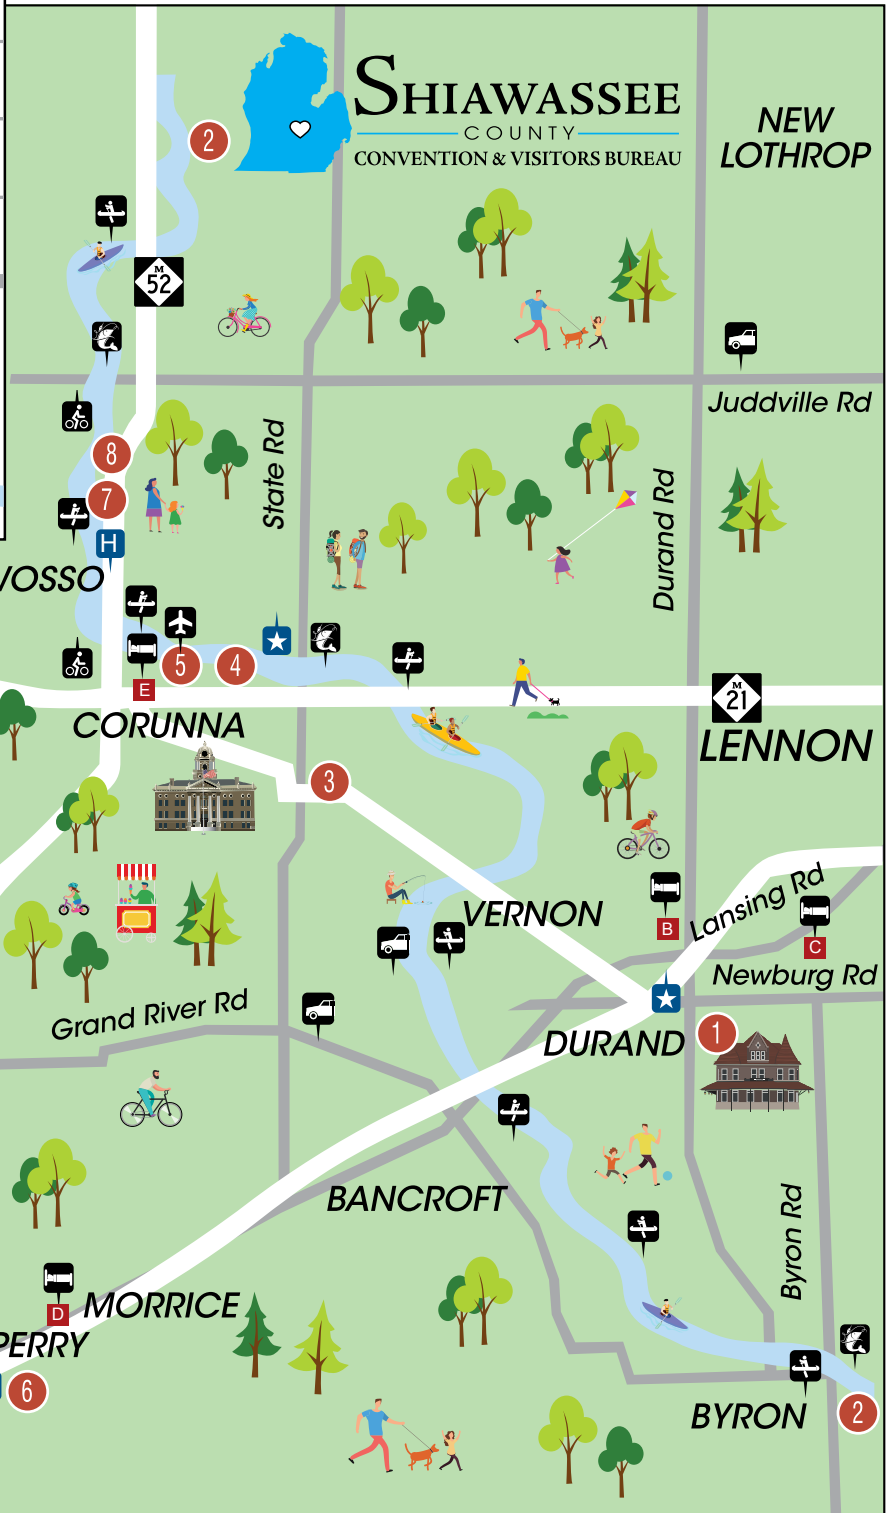 2
SHIAWASSEE
COUNTY
CONVENTION & VISITORS BUREAU
NEW
LOTHROP
M
52
Juddville Rd
State Rd
8
7
H
Durand Rd
VOSSO
5
4
E
M
21
CORUNNA
LENNON
3
B
Lansing Rd
VERNON
C
Newburg Rd
Grand River Rd
DURAND
1
BANCROFT
Byron Rd
D
MORRICE
PERRY
6
BYRON
2